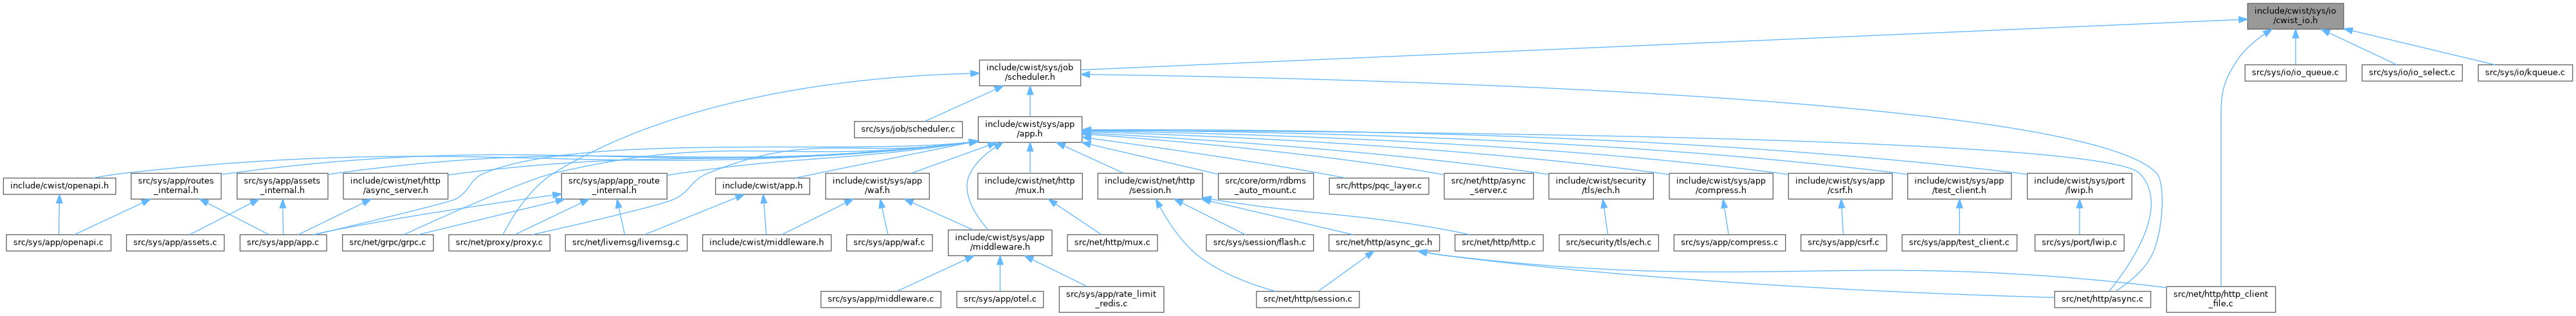 include/cwist/sys/io
/cwist_io.h
include/cwist/sys/job
/scheduler.h
src/sys/io/io_queue.c
src/sys/io/io_select.c
src/sys/io/kqueue.c
src/sys/job/scheduler.c
include/cwist/sys/app
/app.h
include/cwist/openapi.h
src/sys/app/routes
_internal.h
src/sys/app/assets
_internal.h
include/cwist/net/http
/async_server.h
src/sys/app/app_route
_internal.h
include/cwist/app.h
include/cwist/sys/app
/waf.h
include/cwist/net/http
/mux.h
include/cwist/net/http
/session.h
src/core/orm/rdbms
_auto_mount.c
src/https/pqc_layer.c
src/net/http/async
_server.c
include/cwist/security
/tls/ech.h
include/cwist/sys/app
/compress.h
include/cwist/sys/app
/csrf.h
include/cwist/sys/app
/test_client.h
include/cwist/sys/port
/lwip.h
src/sys/app/openapi.c
src/sys/app/assets.c
src/sys/app/app.c
src/net/grpc/grpc.c
src/net/proxy/proxy.c
src/net/livemsg/livemsg.c
include/cwist/middleware.h
src/sys/app/waf.c
include/cwist/sys/app
/middleware.h
src/net/http/mux.c
src/sys/session/flash.c
src/net/http/async_gc.h
src/net/http/http.c
src/security/tls/ech.c
src/sys/app/compress.c
src/sys/app/csrf.c
src/sys/app/test_client.c
src/sys/port/lwip.c
src/sys/app/middleware.c
src/sys/app/otel.c
src/sys/app/rate_limit
_redis.c
src/net/http/session.c
src/net/http/async.c
src/net/http/http_client
_file.c